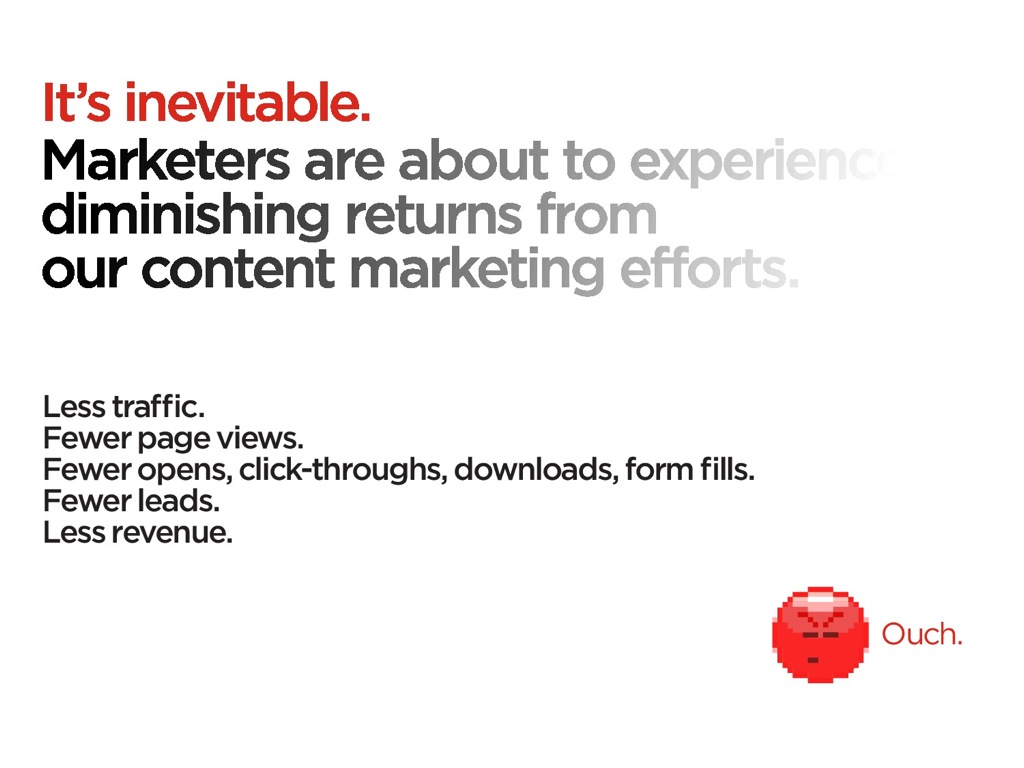 It’s inevitable.
Marketers are about to experience
diminishing returns from
our content marketing efforts.
Less traffic.
Fewer page views.
Fewer opens, click-throughs, downloads, form fills.
Fewer leads.
Less revenue.
Ouch.